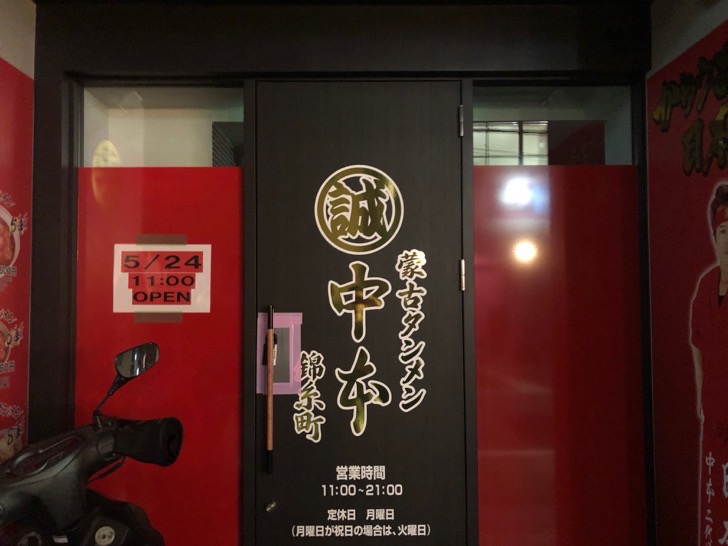 5/24
11:00
OPEN
誠
中本
蒙古タンメン
錦糸町
営業時間
11:00~21:00
定休日 月曜日
(月曜日が祝日の場合は、火曜日)